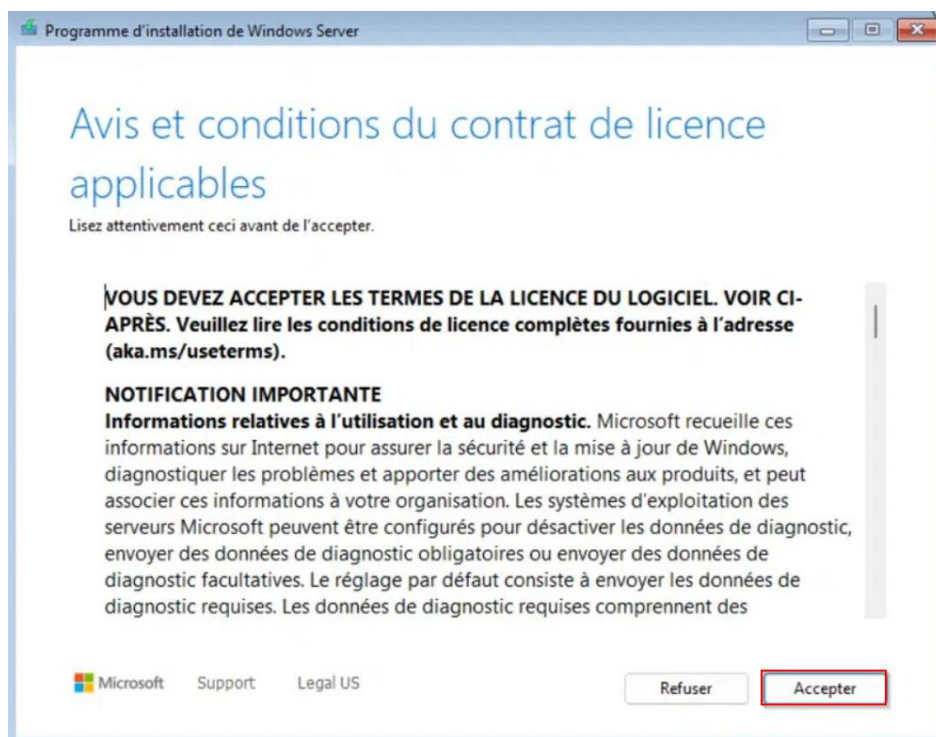 Programme d'installation de Windows Server
Avis et conditions du contrat de licence
applicables
Lisez attentivement ceci avant de l'accepter.
VOUS DEVEZ ACCEPTER LES TERMES DE LA LICENCE DU LOGICIEL. VOIR CI-
APRÈS. Veuillez lire les conditions de licence complètes fournies à l'adresse
(aka.ms/useterms).
NOTIFICATION IMPORTANTE
Informations relatives à l'utilisation et au diagnostic. Microsoft recueille ces
informations sur Internet pour assurer la sécurité et la mise à jour de Windows,
diagnostiquer les problèmes et apporter des améliorations aux produits, et peut
associer ces informations à votre organisation. Les systèmes d'exploitation des
serveurs Microsoft peuvent être configurés pour désactiver les données de diagnostic,
envoyer des données de diagnostic obligatoires ou envoyer des données de
diagnostic facultatives. Le réglage par défaut consiste à envoyer les données de
diagnostic requises. Les données de diagnostic requises comprennent des
Microsoft Support Legal US Refuser Accepter